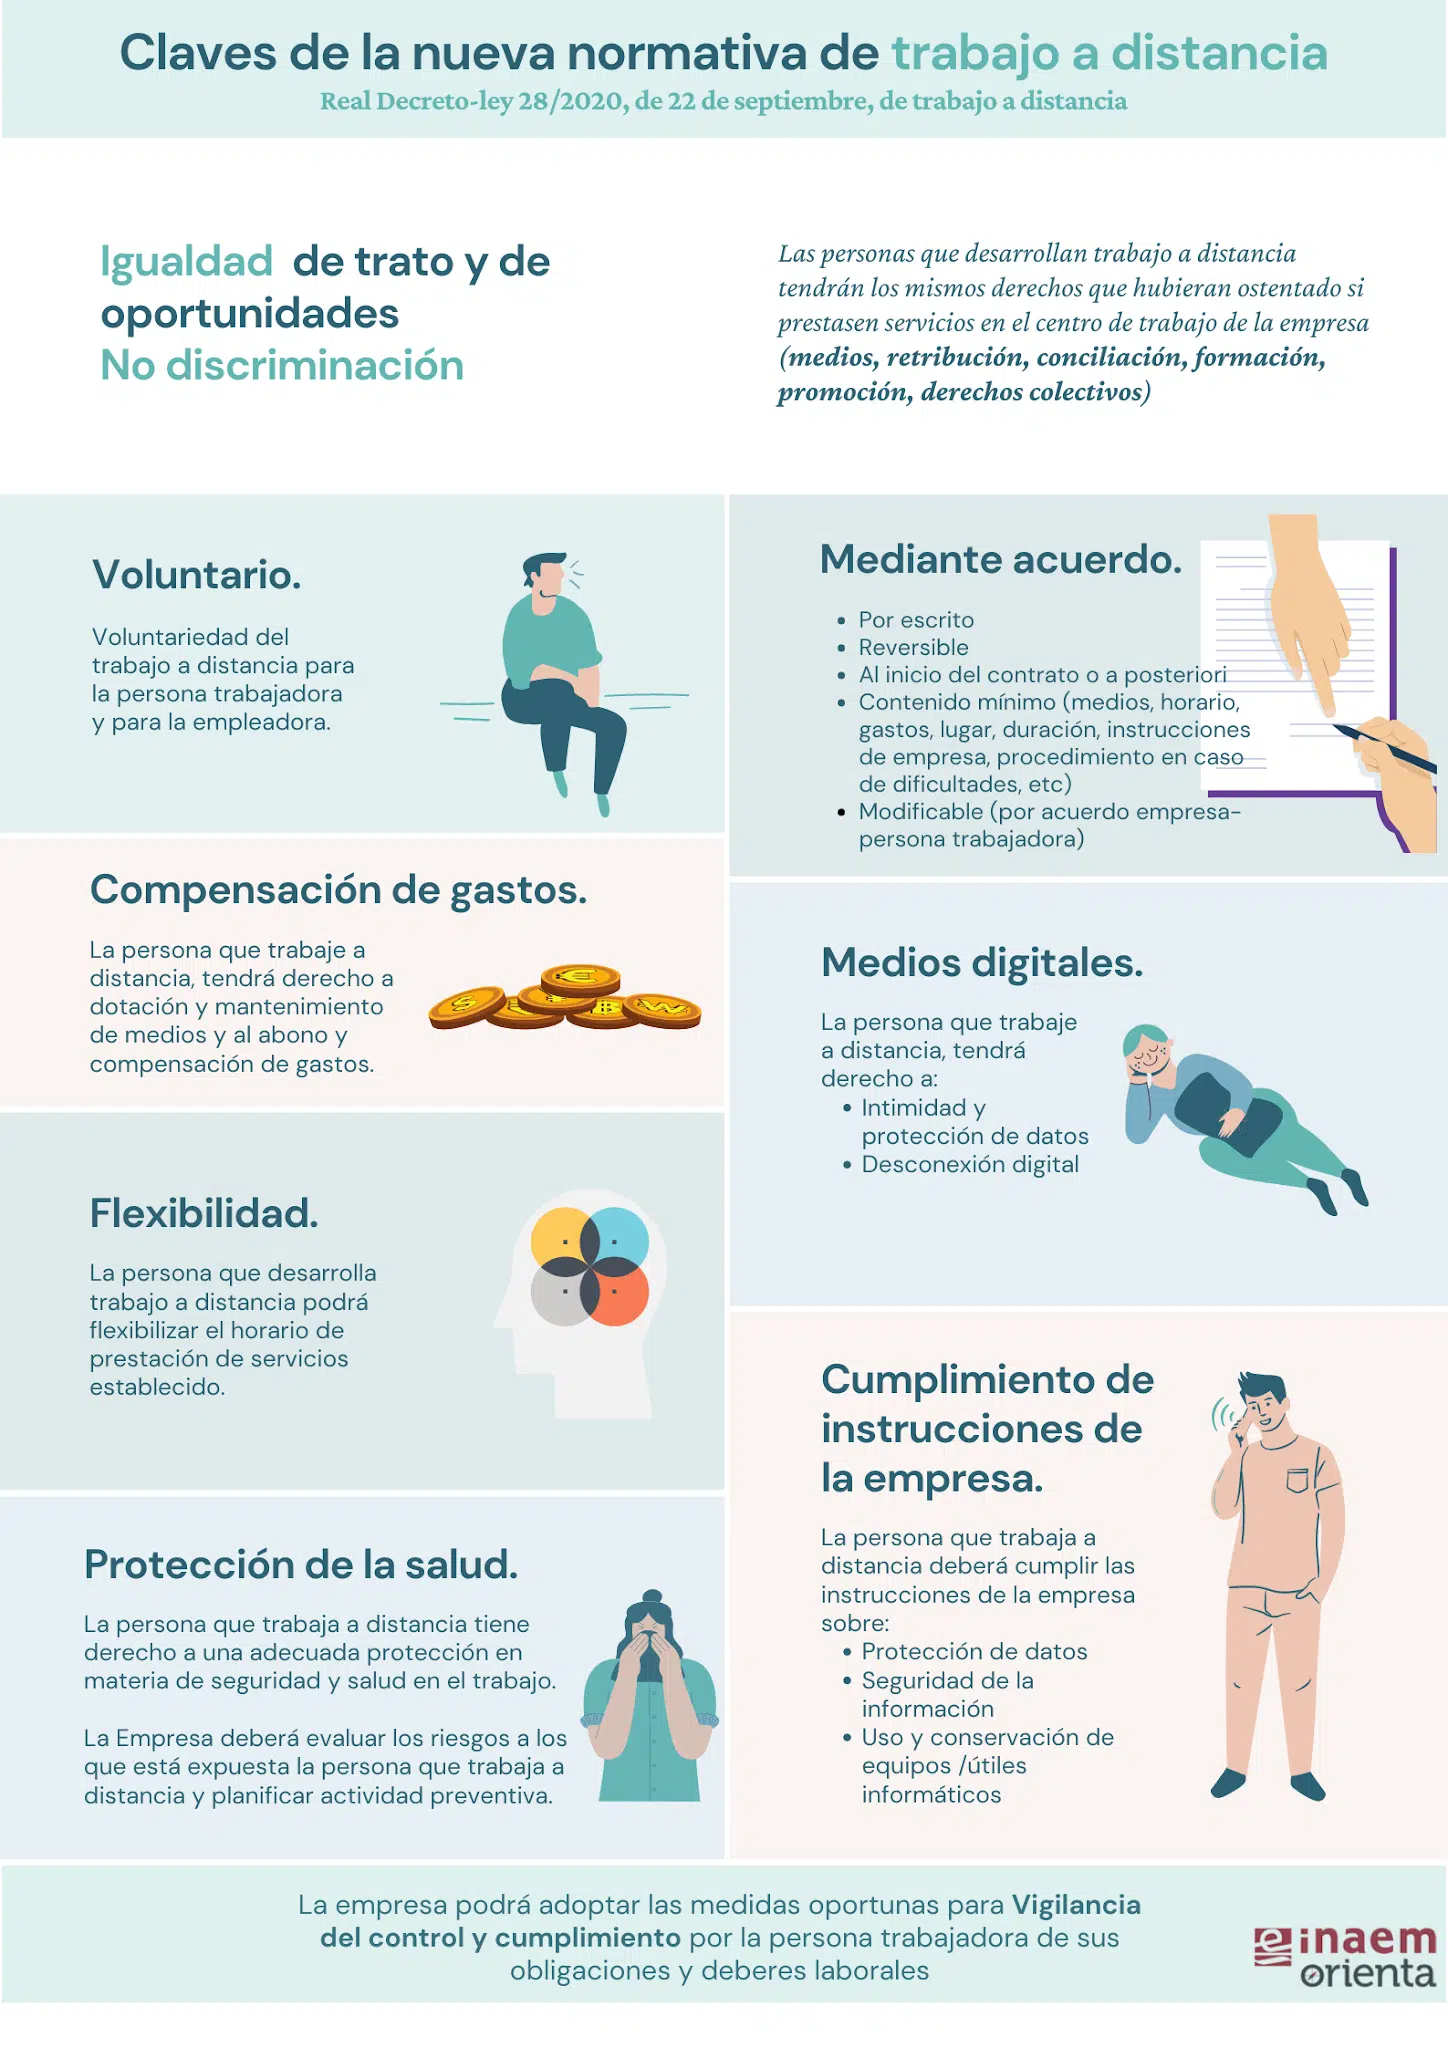 Claves de la nueva normativa de trabajo a distancia
Real Decreto-ley 28/2020, de 22 de septiembre, de trabajo a distancia
Igualdad de trato y de
oportunidades
No discriminación
Las personas que desarrollan trabajo a distancia
tendrán los mismos derechos que hubieran ostentado si
prestasen servicios en el centro de trabajo de la empresa
(medios, retribución, conciliación, formación,
promoción, derechos colectivos)
Voluntario.
Voluntariedad del
trabajo a distancia para
la persona trabajadora
y para la empleadora.
Mediante acuerdo.
• Por escrito
• Reversible
• Al inicio del contrato o a posteriori
• Contenido mínimo (medios, horario,
gastos, lugar, duración, instrucciones
de empresa, procedimiento en caso
de dificultades, etc)
• Modificable (por acuerdo empresa-
persona trabajadora)
Compensación de gastos.
La persona que trabaje a
distancia, tendrá derecho a
dotación y mantenimiento
de medios y al abono y
compensación de gastos.
Medios digitales.
La persona que trabaje
a distancia, tendrá
derecho a:
• Intimidad y
protección de datos
• Desconexión digital
Flexibilidad.
La persona que desarrolla
trabajo a distancia podrá
flexibilizar el horario de
prestación de servicios
establecido.
Cumplimiento de
instrucciones de
la empresa.
La persona que trabaja a
distancia deberá cumplir las
instrucciones de la empresa
sobre:
• Protección de datos
• Seguridad de la
información
• Uso y conservación de
equipos /útiles
informáticos
Protección de la salud.
La persona que trabaja a distancia tiene
derecho a una adecuada protección en
materia de seguridad y salud en el trabajo.
La Empresa deberá evaluar los riesgos a los
que está expuesta la persona que trabaja a
distancia y planificar actividad preventiva.
La empresa podrá adoptar las medidas oportunas para Vigilancia
del control y cumplimiento por la persona trabajadora de sus
obligaciones y deberes laborales
inaem
orienta